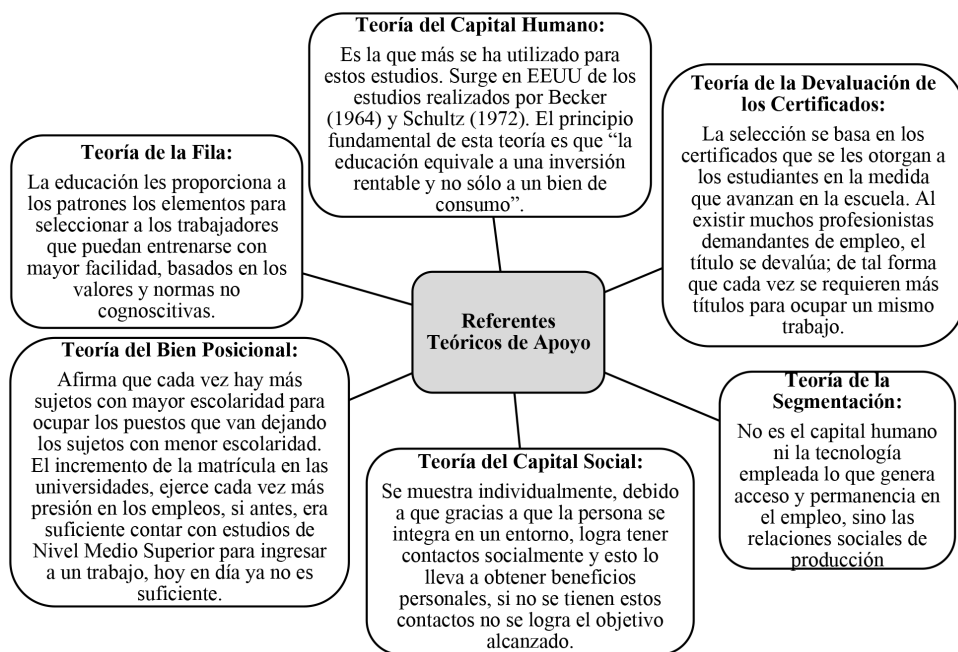 Teoría del Capital Humano:
Es la que más se ha utilizado para
estos estudios. Surge en EEUU de los
estudios realizados por Becker
(1964) y Schultz (1972). El principio
fundamental de esta teoría es que “la
educación equivale a una inversión
rentable y no sólo a un bien de
consumo”.
Teoría de la Devaluación de
los Certificados:
La selección se basa en los
certificados que se les otorgan a
los estudiantes en la medida
que avanzan en la escuela. Al
existir muchos profesionistas
demandantes de empleo, el
título se devalúa; de tal forma
que cada vez se requieren más
títulos para ocupar un mismo
trabajo.
Teoría de la Fila:
La educación les proporciona a
los patrones los elementos para
seleccionar a los trabajadores
que puedan entrenarse con
mayor facilidad, basados en los
valores y normas no
cognoscitivas.
Referentes
Teóricos de Apoyo
Teoría del Bien Posicional:
Afirma que cada vez hay más
sujetos con mayor escolaridad para
ocupar los puestos que van dejando
los sujetos con menor escolaridad.
El incremento de la matrícula en las
universidades, ejerce cada vez más
presión en los empleos, si antes, era
suficiente contar con estudios de
Nivel Medio Superior para ingresar
a un trabajo, hoy en día ya no es
suficiente.
Teoría del Capital Social:
Se muestra individualmente, debido
a que gracias a que la persona se
integra en un entorno, logra tener
contactos socialmente y esto lo
lleva a obtener beneficios
personales, si no se tienen estos
contactos no se logra el objetivo
alcanzado.
Teoría de la
Segmentación:
No es el capital humano
ni la tecnología
empleada lo que genera
acceso y permanencia en
el empleo, sino las
relaciones sociales de
producción